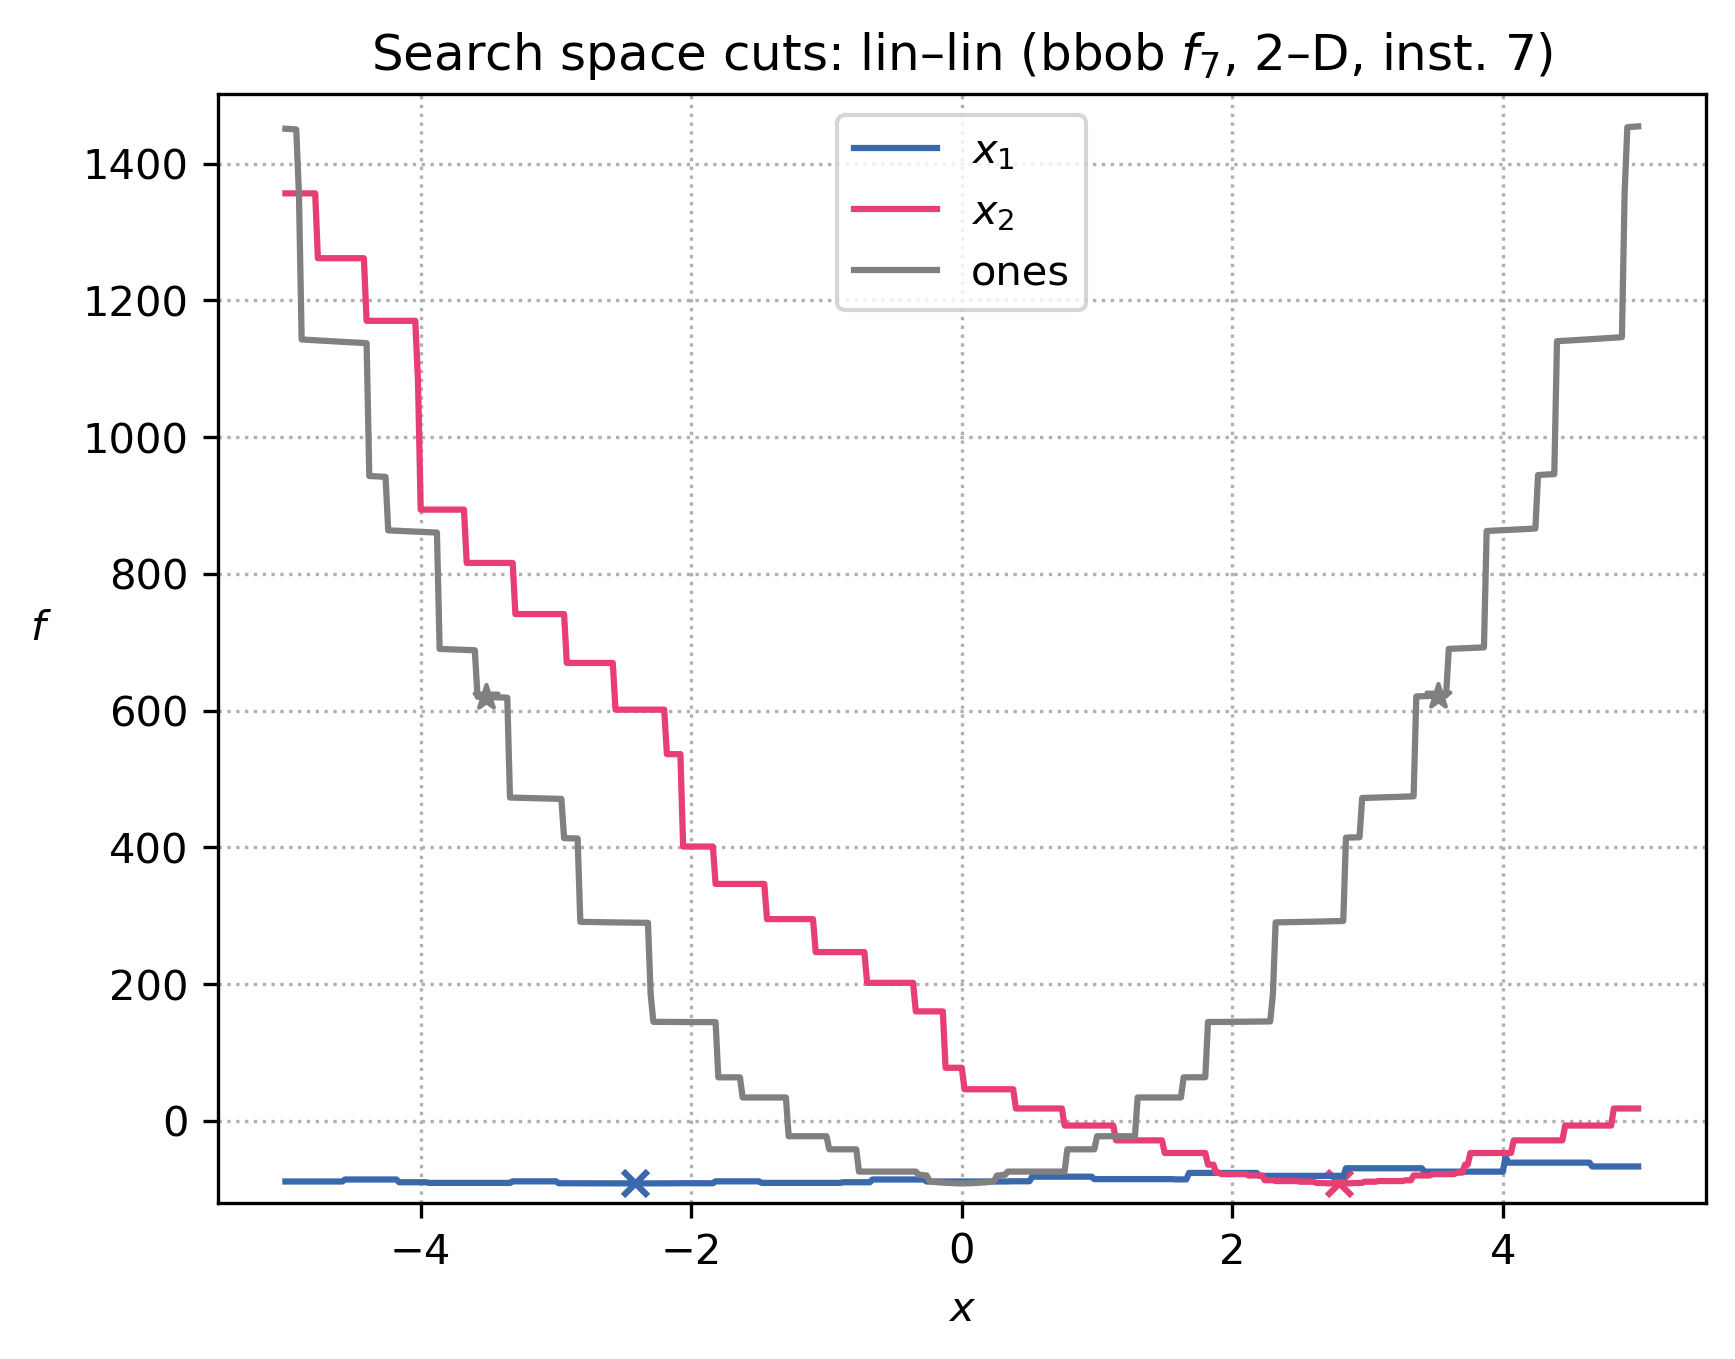 Search space cuts: lin–lin (bbob f₇, 2–D, inst. 7)
x₁
x₂
ones
1400
1200
1000
800
600
400
200
0
f
−4
−2
0
2
4
x